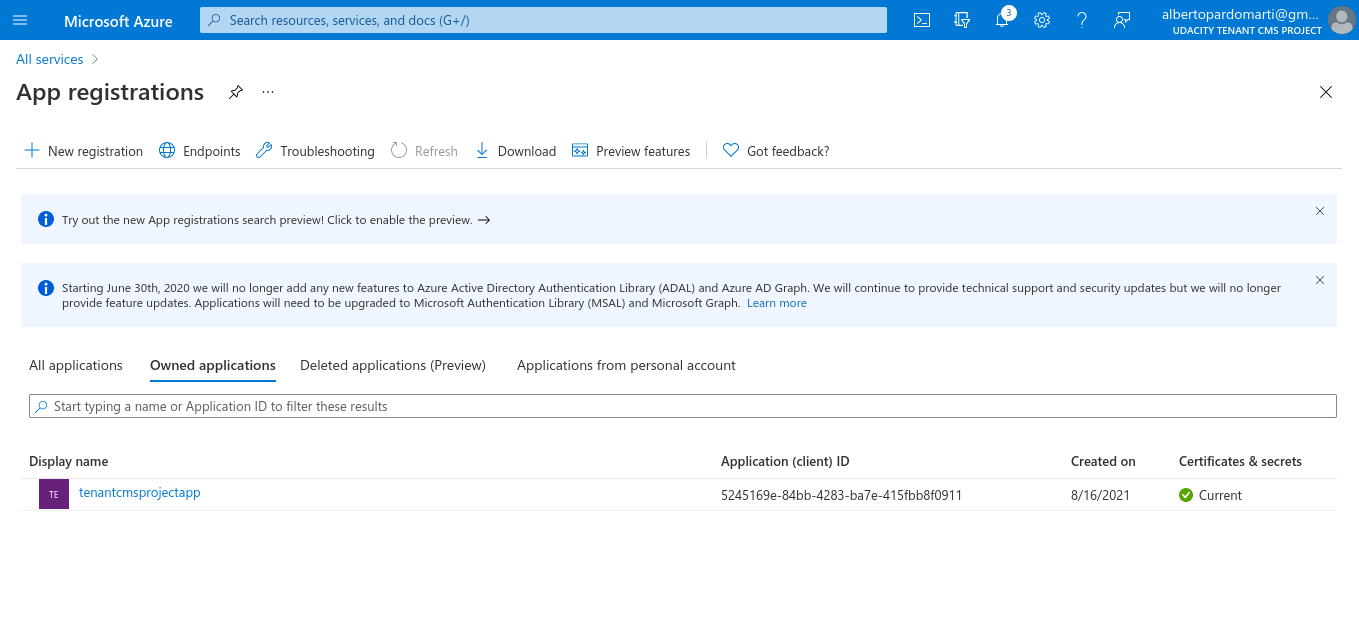 Microsoft Azure
Search resources, services, and docs (G+/)
3
albertopardomarti@gm...
UDACITY TENANT CMS PROJECT
All services
App registrations
New registration
Endpoints
Troubleshooting
Refresh
Download
Preview features
Got feedback?
Try out the new App registrations search preview! Click to enable the preview.
Starting June 30th, 2020 we will no longer add any new features to Azure Active Directory Authentication Library (ADAL) and Azure AD Graph. We will continue to provide technical support and security updates but we will no longer
provide feature updates. Applications will need to be upgraded to Microsoft Authentication Library (MSAL) and Microsoft Graph. Learn more
All applications
Owned applications
Deleted applications (Preview)
Applications from personal account
Start typing a name or Application ID to filter these results
Display name Application (client) ID Created on Certificates & secrets
TE tenantcmsprojectapp 5245169e-84bb-4283-ba7e-415fbb8f0911 8/16/2021 Current